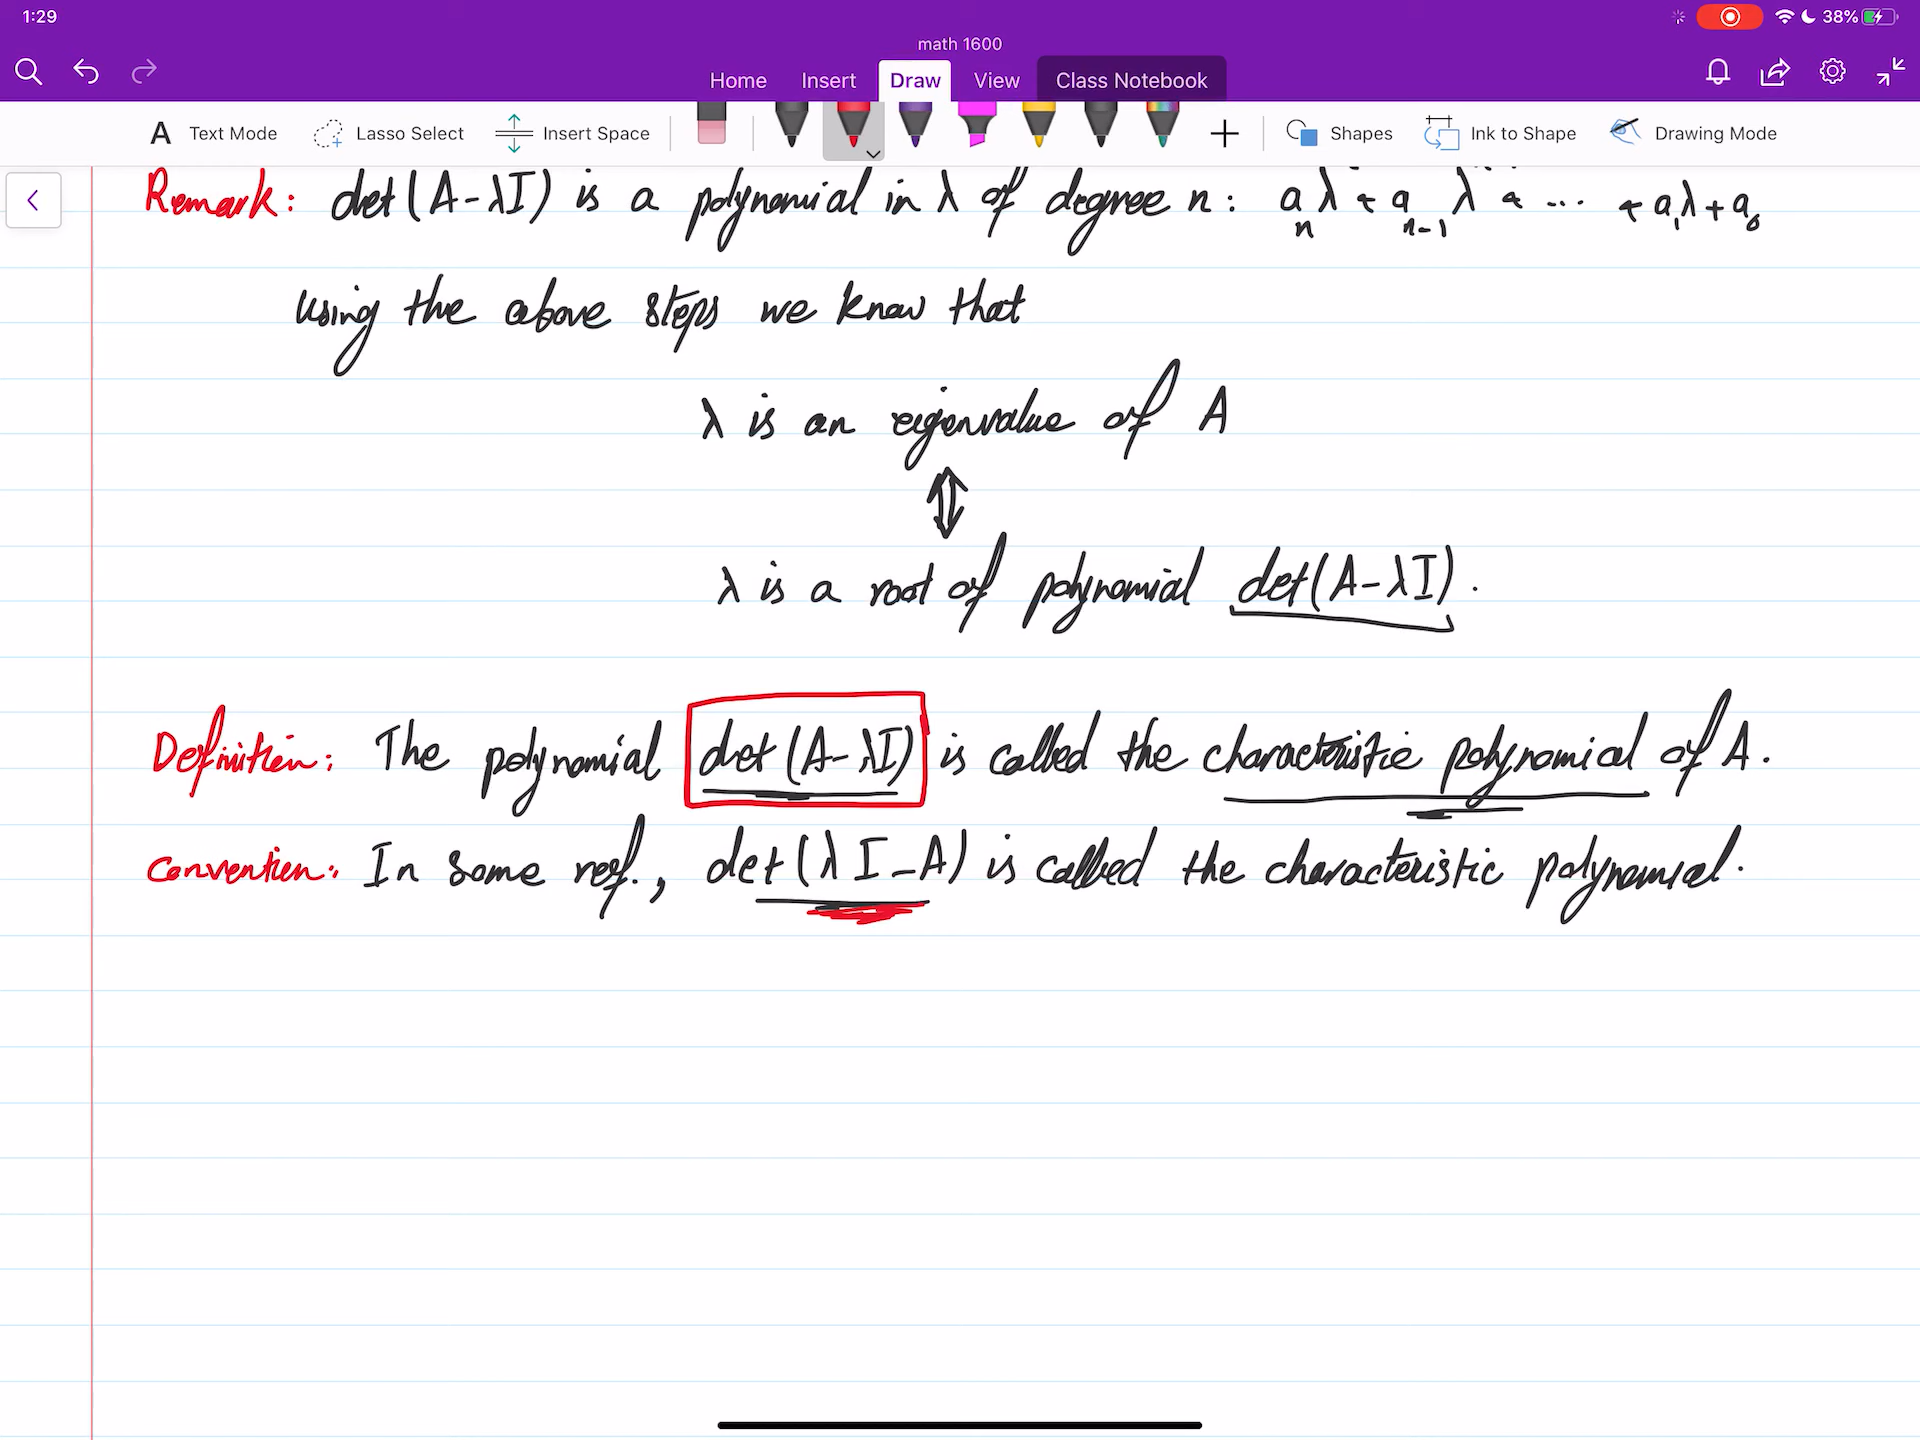 1:29
38%
math 1600
Home Insert Draw View Class Notebook
A Text Mode Lasso Select Insert Space Shapes Ink to Shape Drawing Mode
Remark: det(A-λI) is a polynomial in λ of degree n: aₙλ + aₙ₋₁λ + ... + a₁λ + a₀
Using the above steps we know that
λ is an eigenvalue of A
⇕
λ is a root of polynomial det(A-λI).
Definition: The polynomial det(A-λI) is called the characteristic polynomial of A.
Convention: In some ref., det(λI-A) is called the characteristic polynomial.